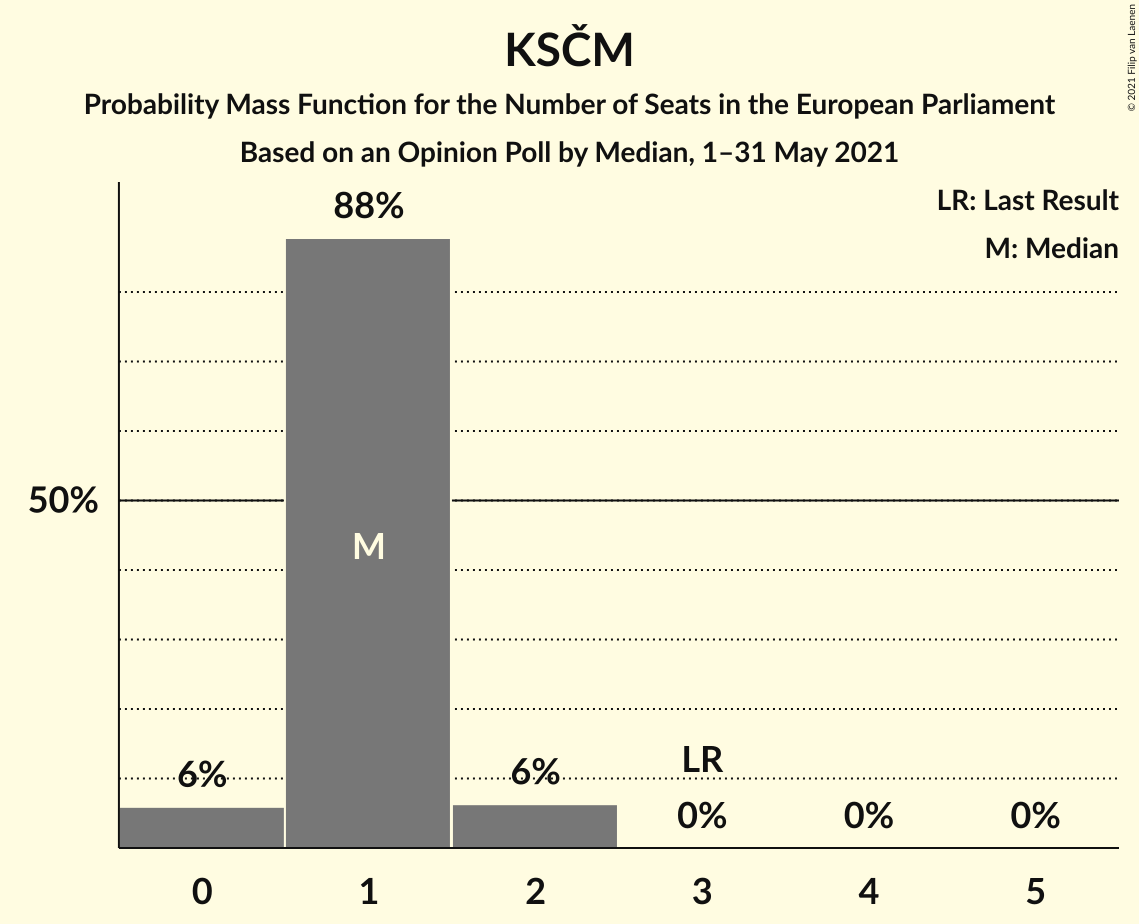 KSČM
Probability Mass Function for the Number of Seats in the European Parliament
Based on an Opinion Poll by Median, 1–31 May 2021
© 2021 Filip van Laenen
LR: Last Result
M: Median
88%
50%
M
6%
6%
LR
0%
0%
0%
0
1
2
3
4
5